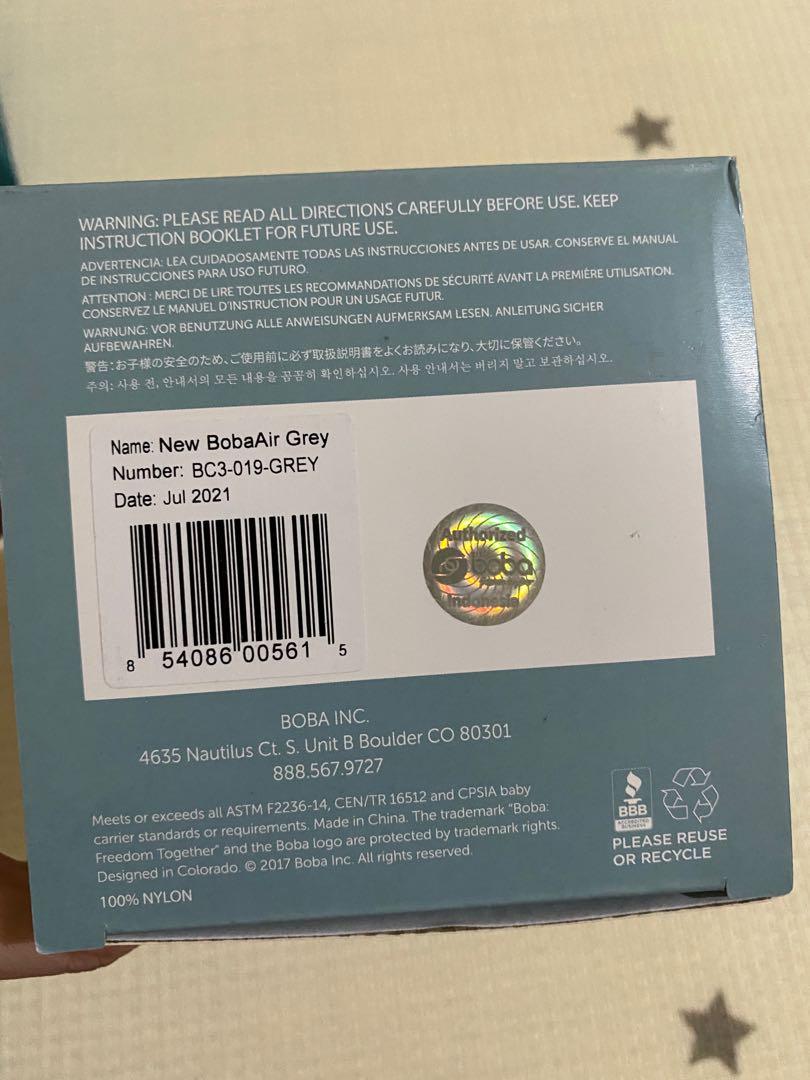 WARNING: PLEASE READ ALL DIRECTIONS CAREFULLY BEFORE USE. KEEP
INSTRUCTION BOOKLET FOR FUTURE USE.
ADVERTENCIA: LEA CUIDADOSAMENTE TODAS LAS INSTRUCCIONES ANTES DE USAR. CONSERVE EL MANUAL
DE INSTRUCCIONES PARA USO FUTURO.
ATTENTION : MERCI DE LIRE TOUTES LES RECOMMANDATIONS DE SÉCURITÉ AVANT LA PREMIÈRE UTILISATION.
CONSERVEZ LE MANUEL D'INSTRUCTION POUR UN USAGE FUTUR.
WARNUNG: VOR BENUTZUNG ALLE ANWEISUNGEN AUFMERKSAM LESEN. ANLEITUNG SICHER
AUFBEWAHREN.
警告:お子様の安全のため、ご使用前に必ず取扱説明書をよくお読みになり、大切に保管ください。
주의: 사용 전, 안내서의 모든 내용을 꼼꼼히 확인하십시오. 사용 안내서는 버리지 말고 보관하십시오.
Name: New BobaAir Grey
Number: BC3-019-GREY
Date: Jul 2021
8 54086 00561 5
Authorized
boba
Indonesia
BOBA INC.
4635 Nautilus Ct. S. Unit B Boulder CO 80301
888.567.9727
Meets or exceeds all ASTM F2236-14, CEN/TR 16512 and CPSIA baby
carrier standards or requirements. Made in China. The trademark "Boba:
Freedom Together" and the Boba logo are protected by trademark rights.
Designed in Colorado. © 2017 Boba Inc. All rights reserved.
100% NYLON
BBB
ACCREDITED
BUSINESS
PLEASE REUSE
OR RECYCLE